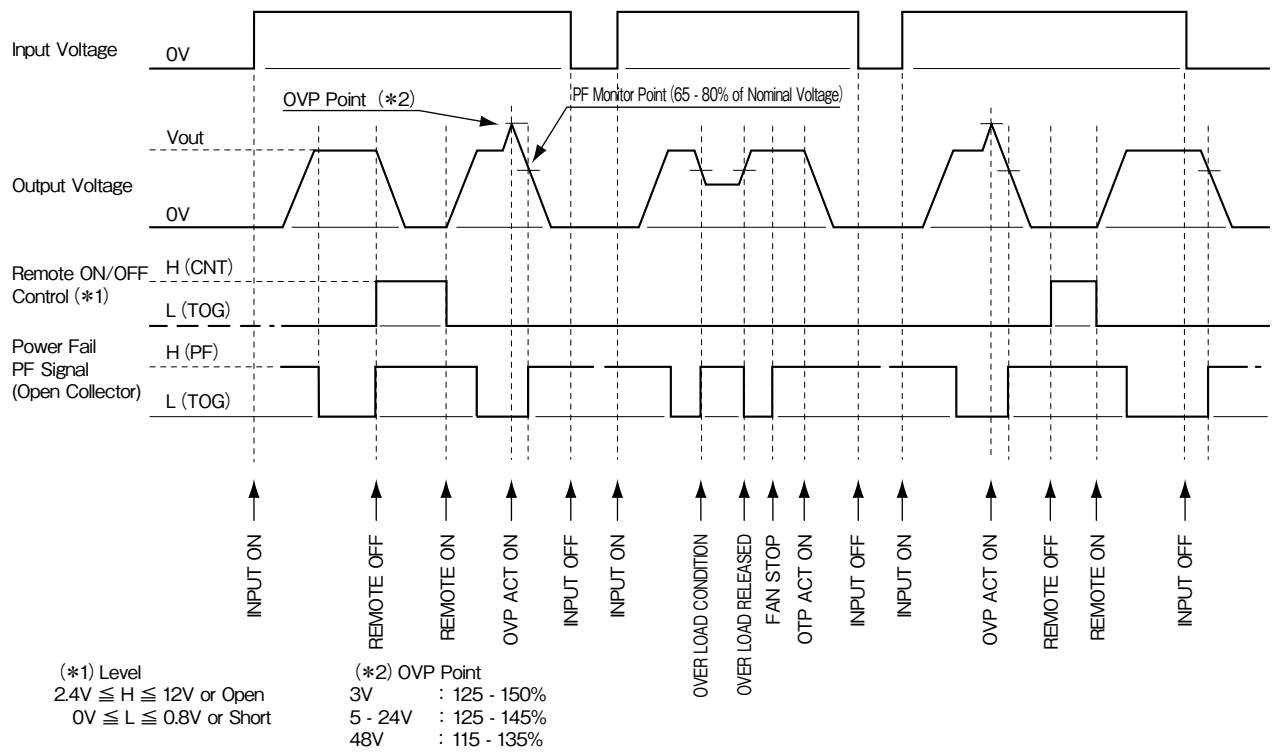 Input Voltage
0V
OVP Point (*2)
PF Monitor Point (65 - 80% of Nominal Voltage)
Vout
Output Voltage
0V
Remote ON/OFF
Control (*1)
H (CNT)
L (TOG)
Power Fail
PF Signal
(Open Collector)
H (PF)
L (TOG)
INPUT ON
REMOTE OFF
REMOTE ON
OVP ACT ON
INPUT OFF
INPUT ON
OVER LOAD CONDITION
OVER LOAD RELEASED
FAN STOP
OTP ACT ON
INPUT OFF
INPUT ON
OVP ACT ON
REMOTE OFF
REMOTE ON
INPUT OFF
(*1) Level
2.4V ≦ H ≦ 12V or Open
0V ≦ L ≦ 0.8V or Short
(*2) OVP Point
3V : 125 - 150%
5 - 24V : 125 - 145%
48V : 115 - 135%